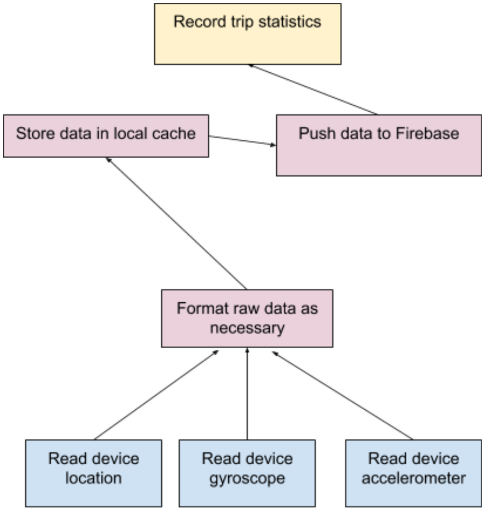 Record trip statistics
Store data in local cache
Push data to Firebase
Format raw data as
necessary
Read device
location
Read device
gyroscope
Read device
accelerometer